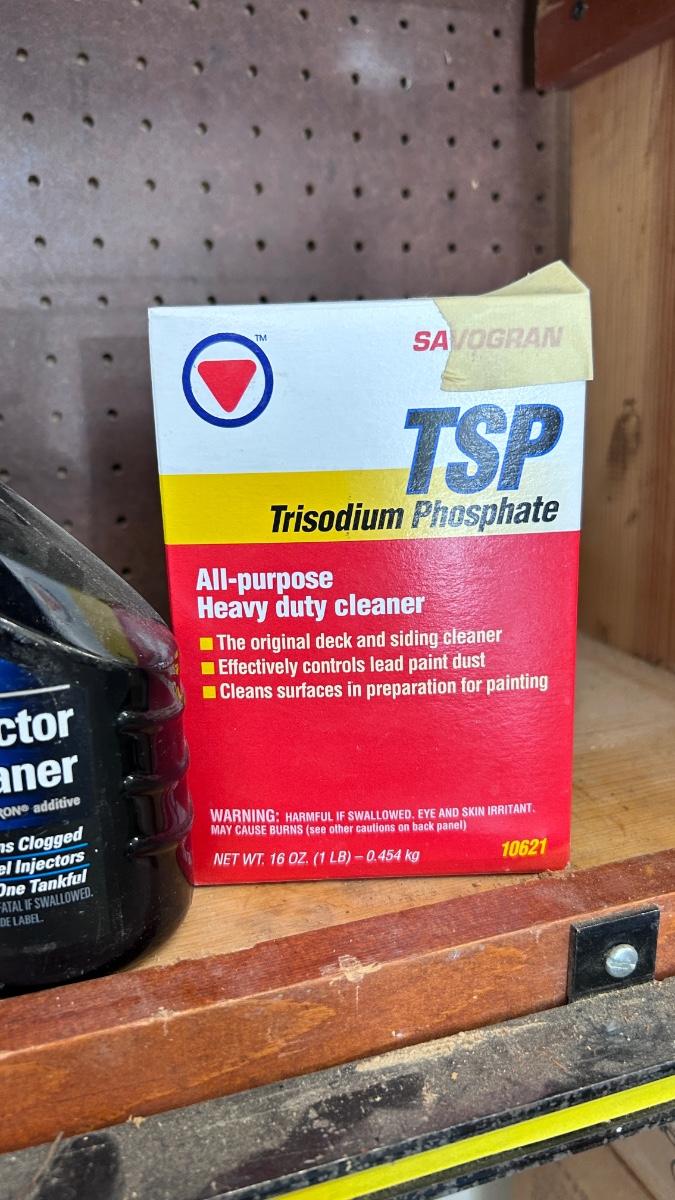 ™
SAVOGRAN
TSP
Trisodium Phosphate
All-purpose
Heavy duty cleaner
The original deck and siding cleaner
Effectively controls lead paint dust
Cleans surfaces in preparation for painting
WARNING: HARMFUL IF SWALLOWED. EYE AND SKIN IRRITANT.
MAY CAUSE BURNS (see other cautions on back panel)
NET WT. 16 OZ. (1 LB) – 0.454 kg
10621
ctor
aner
RON® additive
ns Clogged
el Injectors
One Tankful
FATAL IF SWALLOWED.
DE LABEL.